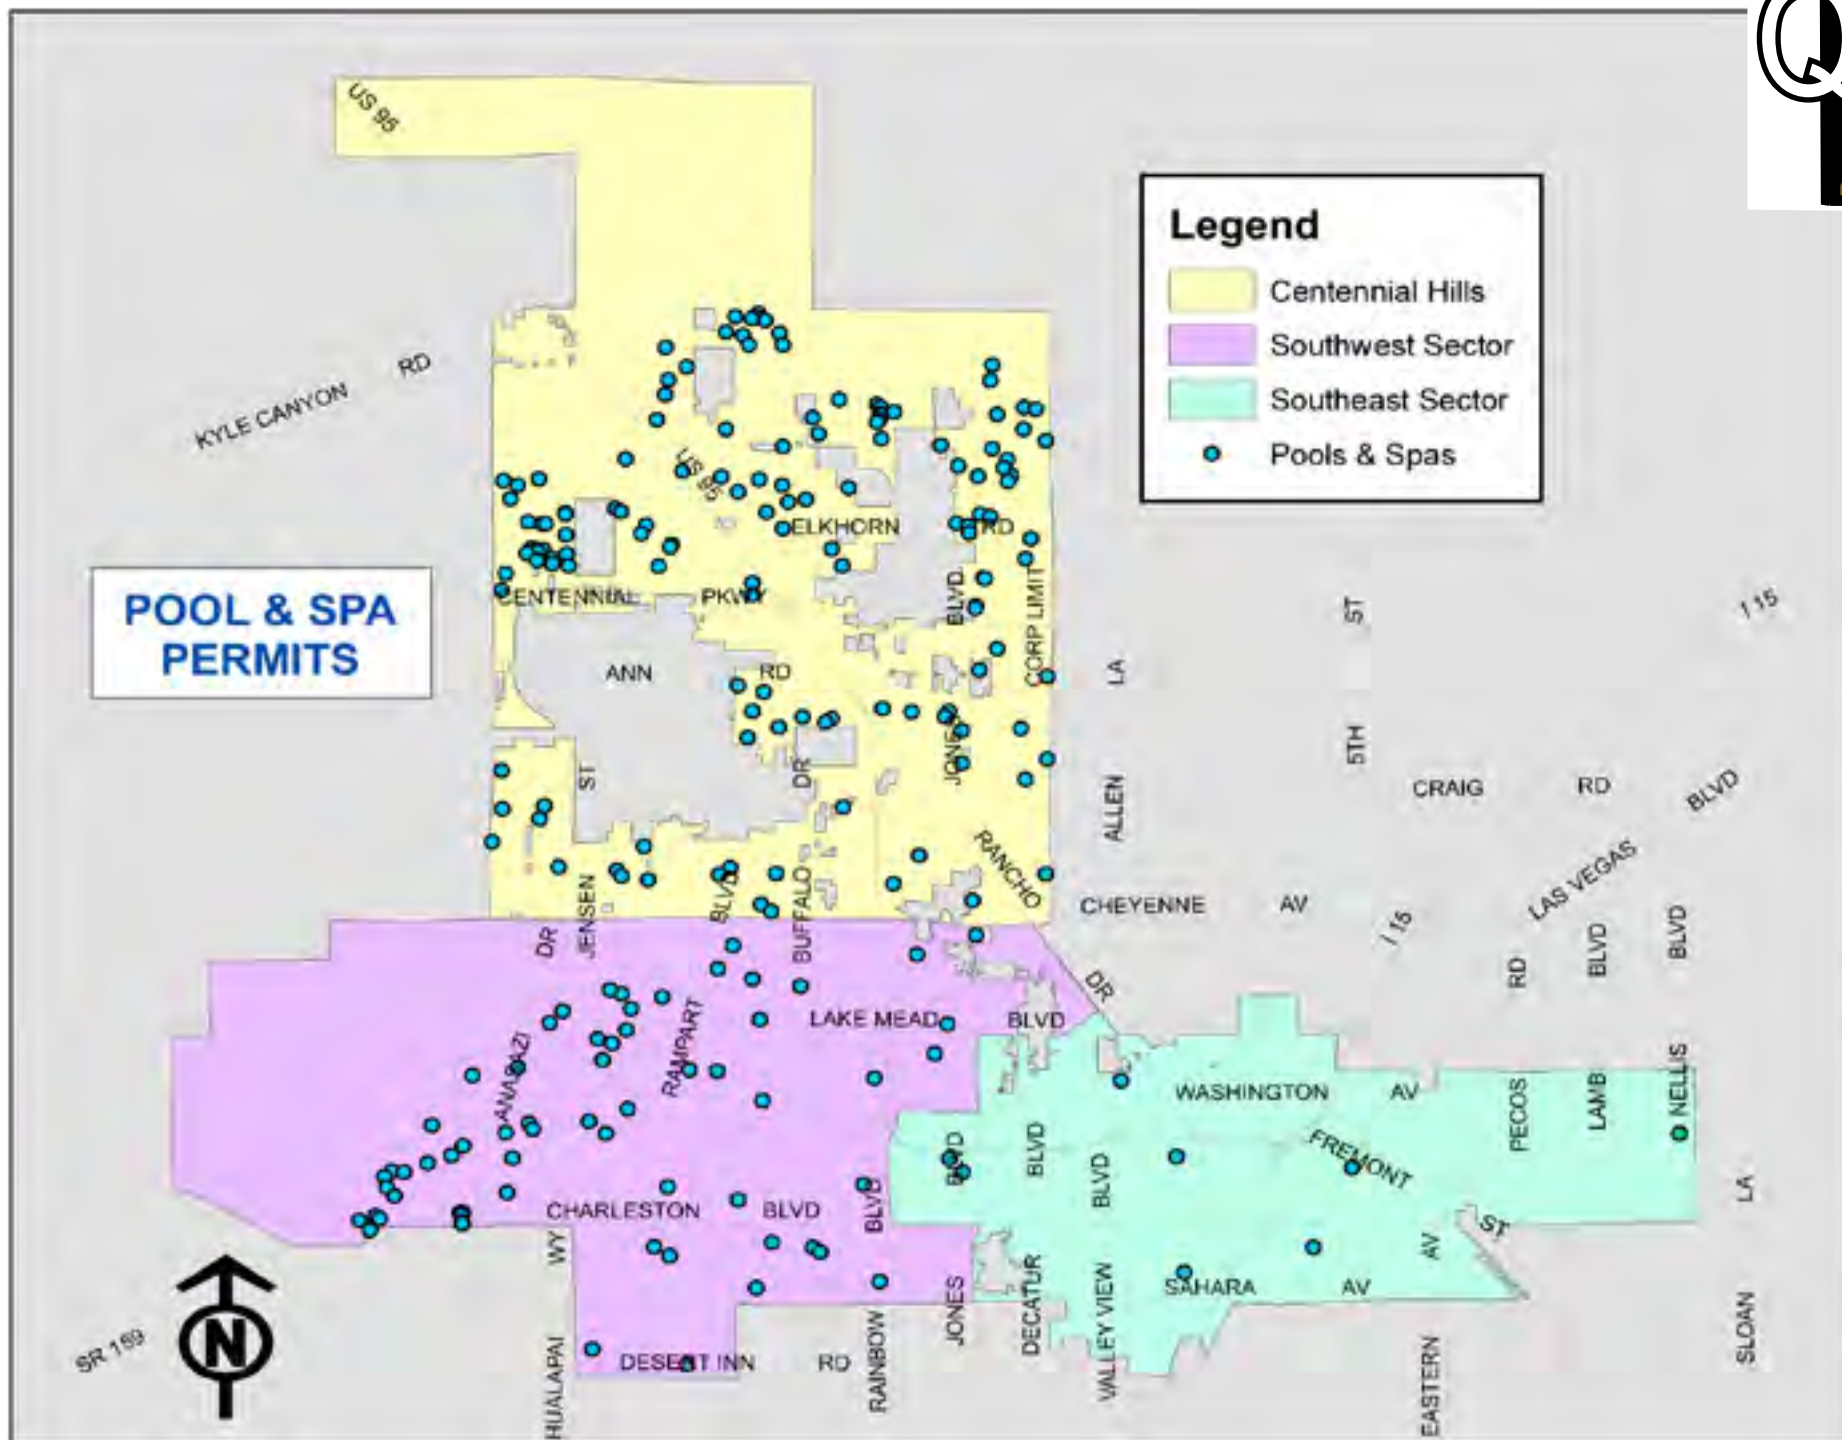 Q
US 95
Legend
Centennial Hills
Southwest Sector
Southeast Sector
Pools & Spas
KYLE CANYON RD
US 95
ELKHORN RD
POOL & SPA
PERMITS
CENTENNIAL PKWY
BLVD
CORP LIMIT
ST
I 15
ANN RD
LA
5TH
JONES
ST
DR
ALLEN
CRAIG RD
BLVD
RANCHO
LAS VEGAS
CHEYENNE AV
JENSEN
BLVD
BUFFALO
DR
I 15
RD
BLVD
BLVD
DR
LAKE MEAD BLVD
RAMPART
ANASAZI
WASHINGTON AV
PECOS
LAMB
NELLIS
FREMONT
BLVD
BLVD
BLVD
BLVD
CHARLESTON BLVD
ST
LA
WY
AV
SAHARA AV
N
SR 159
HUALAPAI
DESERT INN RD
RAINBOW
JONES
DECATUR
VALLEY VIEW
EASTERN
SLOAN